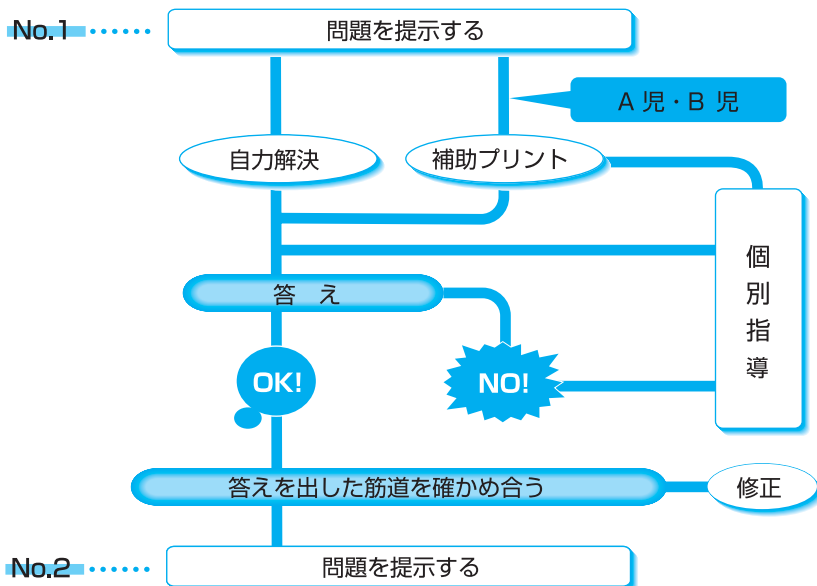 No.1 ······ 問題を提示する
A 児・B 児
自力解決
補助プリント
個別指導
答 え
OK!
NO!
答えを出した筋道を確かめ合う
修正
No.2 ······ 問題を提示する